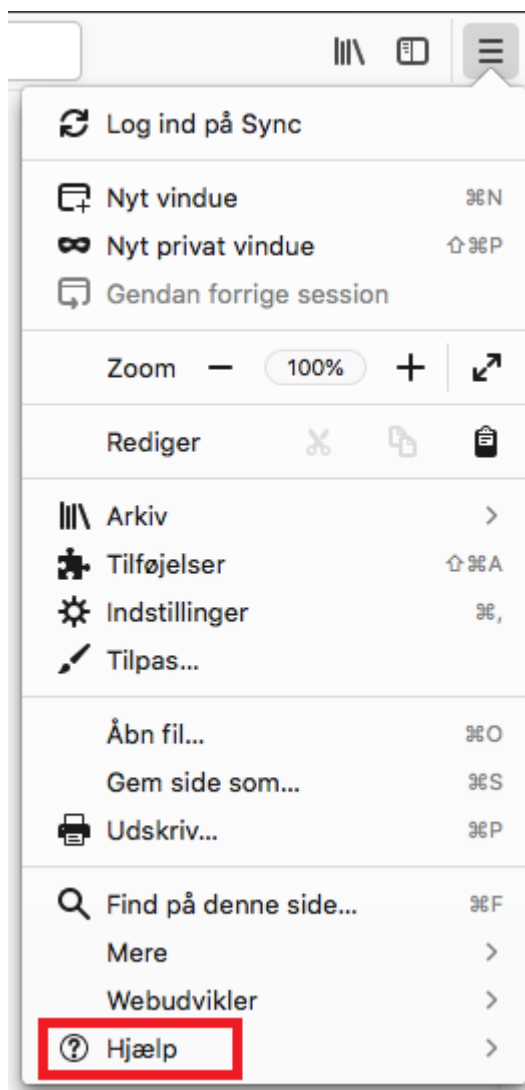 Log ind på Sync
Nyt vindue ⌘N
Nyt privat vindue ⇧⌘P
Gendan forrige session
Zoom − 100% +
Rediger
Arkiv
Tilføjelser ⇧⌘A
Indstillinger ⌘,
Tilpas...
Åbn fil... ⌘O
Gem side som... ⌘S
Udskriv... ⌘P
Find på denne side... ⌘F
Mere
Webudvikler
Hjælp